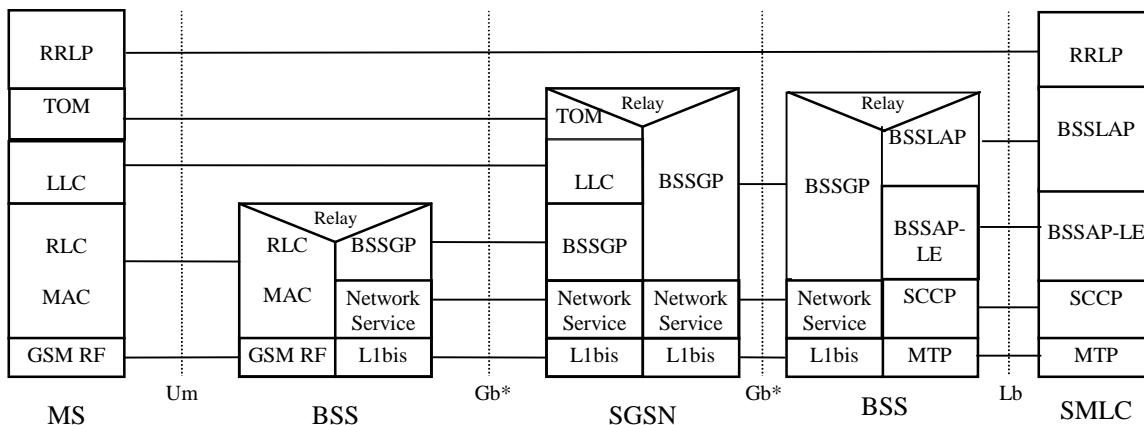 RRLP
RRLP
Relay
Relay
TOM
TOM
BSSLAP
BSSLAP
LLC
LLC
BSSGP
BSSGP
Relay
RLC
RLC
BSSGP
BSSGP
BSSAP-
LE
BSSAP-LE
MAC
MAC
Network
Service
Network
Service
Network
Service
Network
Service
SCCP
SCCP
GSM RF
GSM RF
L1bis
L1bis
L1bis
L1bis
MTP
MTP
Um
Gb*
Gb*
Lb
MS
BSS
SGSN
BSS
SMLC